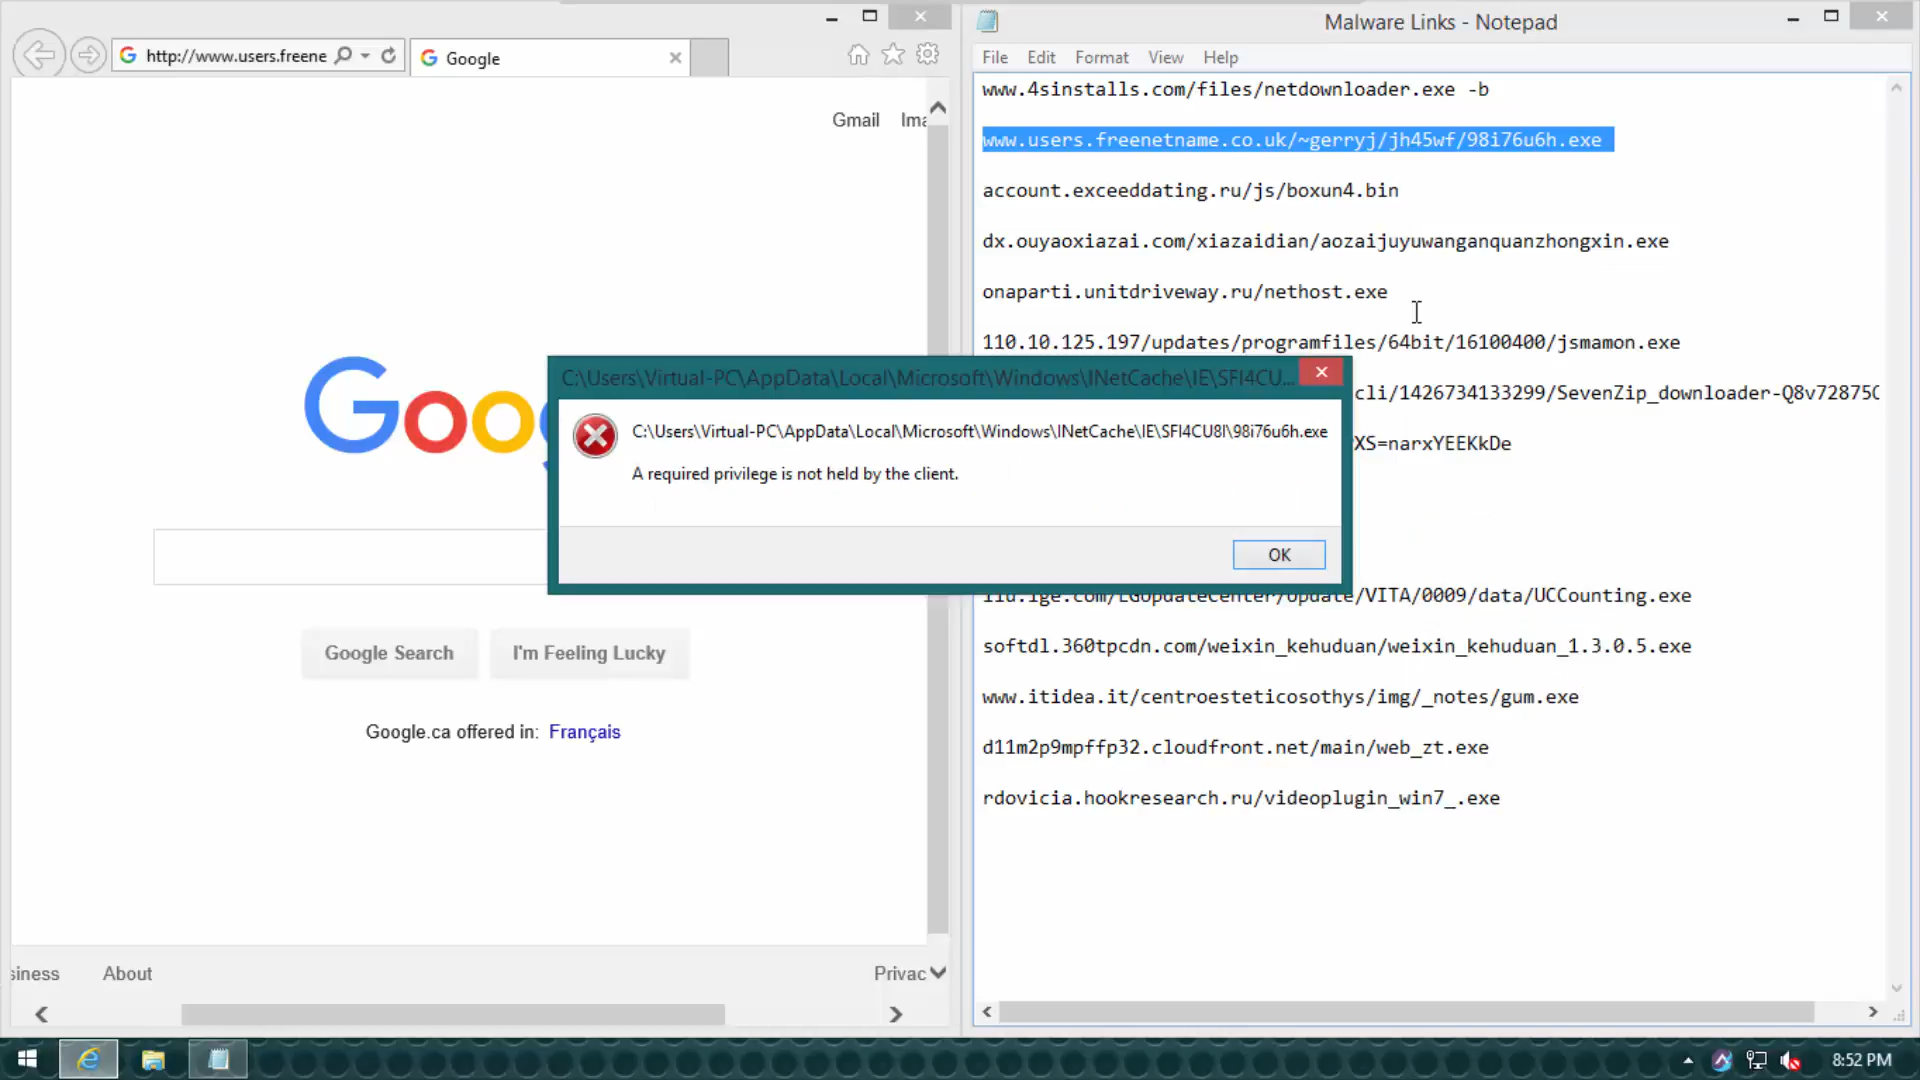 http://www.users.freene
Google
Gmail
Google Search
I'm Feeling Lucky
Google.ca offered in: Français
About
Malware Links - Notepad
File Edit Format View Help
www.4sinstalls.com/files/netdownloader.exe -b
www.users.freenetname.co.uk/~gerryj/jh45wf/98i76u6h.exe
account.exceeddating.ru/js/boxun4.bin
dx.ouyaoxiazai.com/xiazaidian/aozaijuyuwanganquanzhongxin.exe
onaparti.unitdriveway.ru/nethost.exe
110.10.125.197/updates/programfiles/64bit/16100400/jsmamon.exe
cli/1426734133299/SevenZip_downloader-Q8v72875
XS=narxYEEKkDe
/VITA/0009/data/UCCounting.exe
softdl.360tpcdn.com/weixin_kehuduan/weixin_kehuduan_1.3.0.5.exe
www.itidea.it/centroesteticosothys/img/_notes/gum.exe
d11m2p9mpffp32.cloudfront.net/main/web_zt.exe
rdovicia.hookresearch.ru/videoplugin_win7_.exe
C:\Users\Virtual-PC\AppData\Local\Microsoft\Windows\INetCache\IE\SFI4CU...
C:\Users\Virtual-PC\AppData\Local\Microsoft\Windows\INetCache\IE\SFI4CU8I\98i76u6h.exe
A required privilege is not held by the client.
OK
8:52 PM